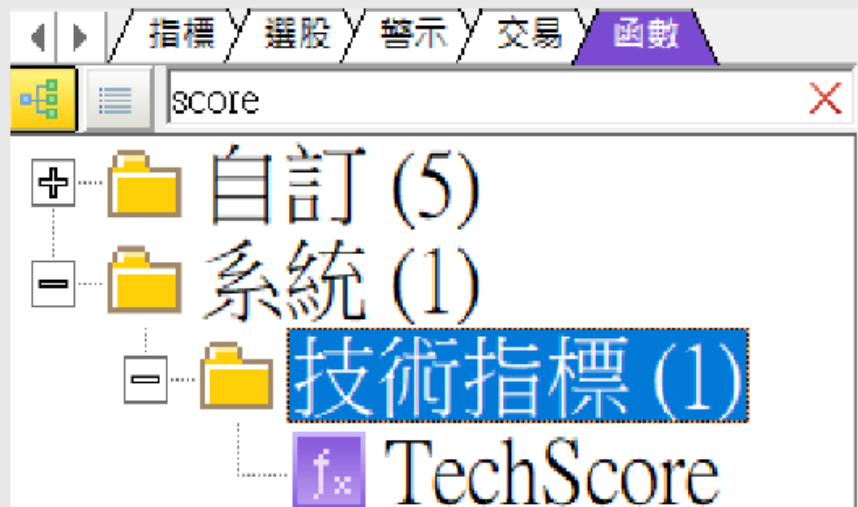 指標 選股 警示 交易 函數
score
自訂 (5)
系統 (1)
技術指標 (1)
fx TechScore